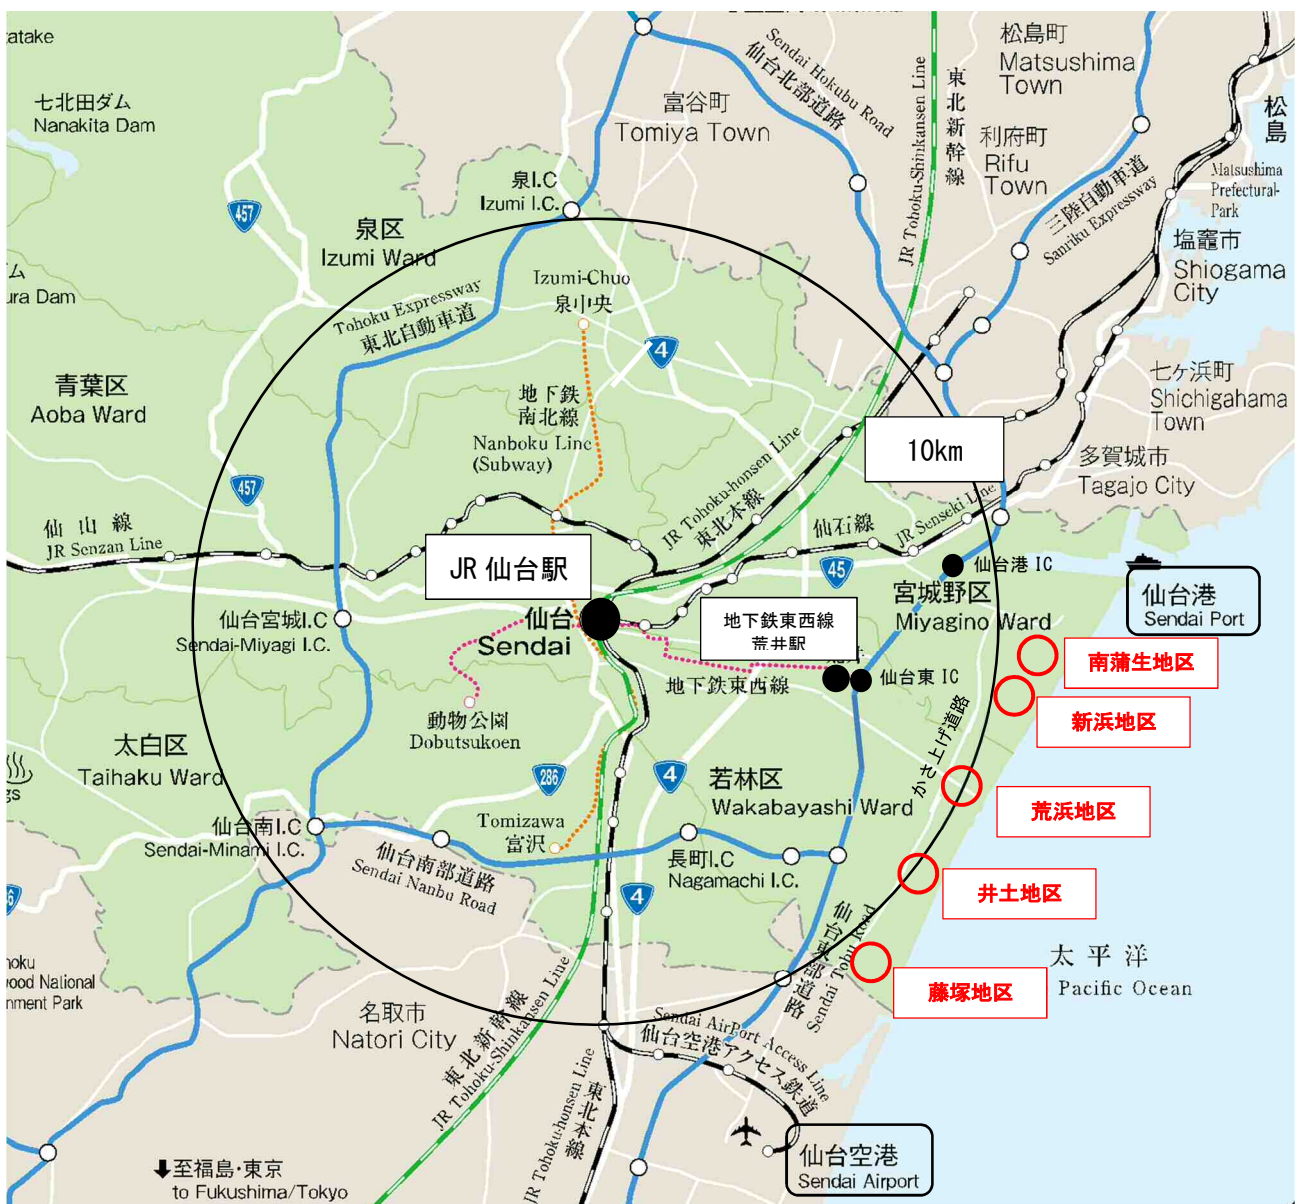 atake
七北田ダム
Nanakita Dam
松島町
Matsushima
Town
富谷町
Tomiya Town
Sendai Hokubu Road
仙台北部道路
JR Tohoku-Shinkansen Line
東北新幹線
利府町
Rifu
Town
松島
Matsushima
Prefectural-
Park
三陸自動車道
Sanriku Expressway
塩竈市
Shiogama
City
泉I.C
Izumi I.C.
457
泉区
Izumi Ward
ム
ura Dam
Izumi-Chuo
泉中央
Tohoku Expressway
東北自動車道
4
青葉区
Aoba Ward
地下鉄
南北線
Nanboku Line
(Subway)
七ヶ浜町
Shichigahama
Town
10km
多賀城市
Tagajo City
457
仙山線
JR Senzan Line
JR Tohoku-honsen Line
東北本線
仙石線
JR Senseki Line
JR仙台駅
45
仙台港 IC
宮城野区
Miyagino Ward
仙台港
Sendai Port
仙台宮城I.C
Sendai-Miyagi I.C.
仙台
Sendai
地下鉄東西線
荒井駅
地下鉄東西線
仙台東 IC
南蒲生地区
新浜地区
かさ上げ道路
動物公園
Dobutsukoen
太白区
Taihaku Ward
gs
286
4
若林区
Wakabayashi Ward
荒浜地区
仙台南I.C
Sendai-Minami I.C.
Tomizawa
富沢
仙台南部道路
Sendai Nanbu Road
長町I.C
Nagamachi I.C.
4
井土地区
仙台東部道路
Sendai Tobu Road
太平洋
Pacific Ocean
藤塚地区
noku
wood National
nment Park
名取市
Natori City
東北新幹線
JR Tohoku-Shinkansen Line
Sendai AirPort Access Line
仙台空港アクセス鉄道
東北本線
JR Tohoku-honsen Line
仙台空港
Sendai Airport
⬇至福島・東京
to Fukushima/Tokyo